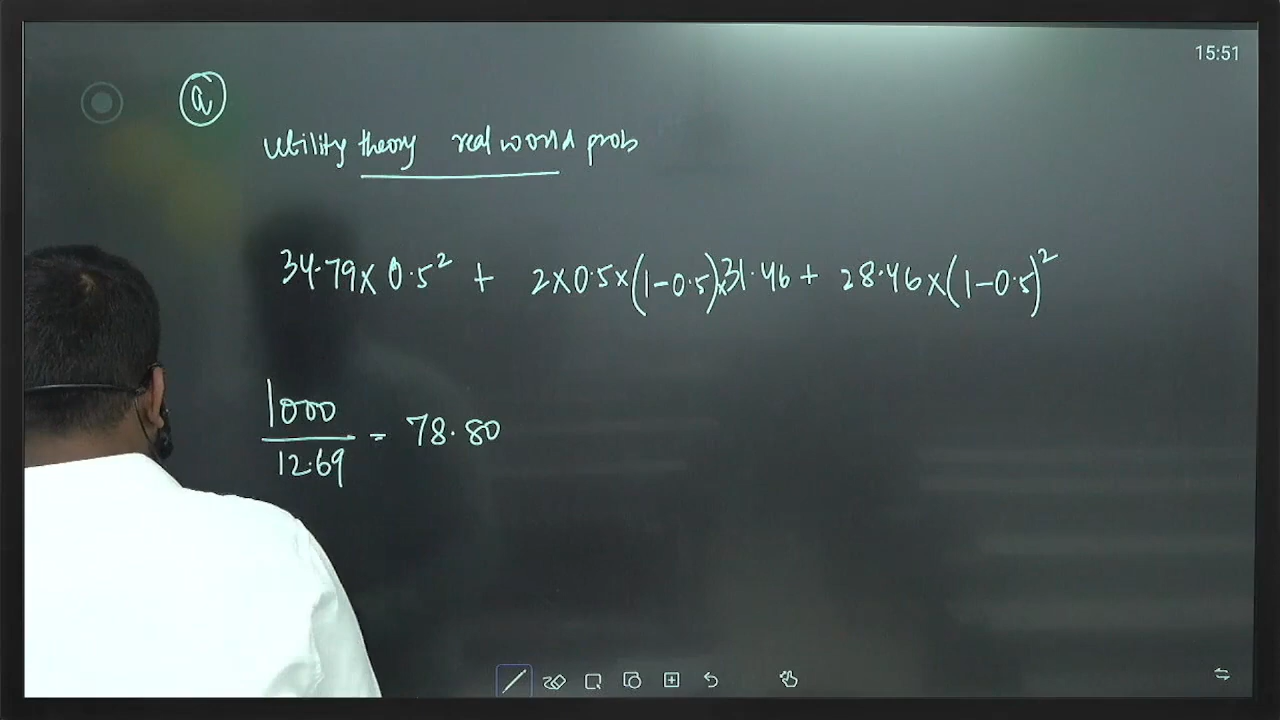 15:51
a
Utility theory real world prob
34.79 x 0.5² + 2 x 0.5 x (1-0.5) x 31.46 + 28.46 x (1-0.5)²
1000
12.69
= 78.80